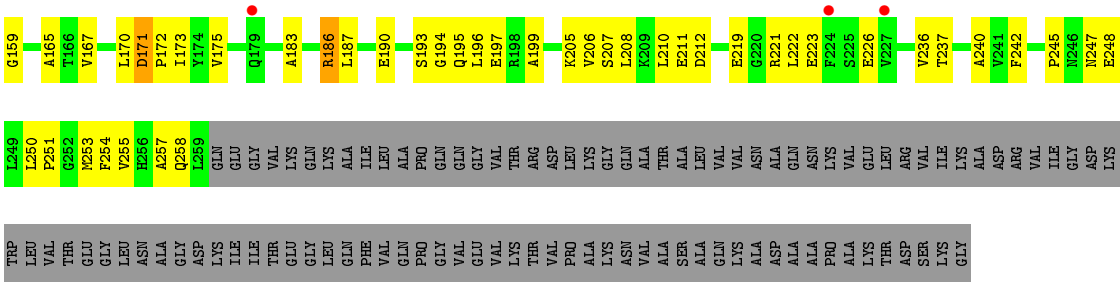 G159 A165 T166 V167 L170 D171 P172 I173 Y174 V175 Q179 A183 R186 L187 E190 S193 G194 Q195 L196 E197 R198 A199 K205 V206 S207 L208 K209 L210 E211 D212 E219 G220 R221 L222 E223 F224 S225 E226 V227 V236 T237 A240 V241 F242 P245 N246 N247 E248
L249 L250 P251 G252 M253 F254 V255 H256 A257 Q258 L259 GLN GLU GLY VAL LYS GLN LYS ALA ILE LEU ALA PRO GLN GLN GLY VAL THR ARG ASP LEU LYS GLY GLN ALA THR ALA LEU VAL VAL ASN ALA GLN ASN LYS VAL GLU LEU ARG VAL ILE LYS ALA ASP ARG VAL ILE GLY ASP LYS
TRP LEU VAL THR GLU GLY LEU ASN ALA GLY ASP LYS ILE ILE THR GLU GLY LEU GLN PHE VAL GLN PRO GLY VAL GLU VAL LYS THR VAL PRO ALA LYS ASN VAL ALA SER ALA GLN LYS ALA ASP ALA ALA PRO ALA LYS THR ASP SER LYS GLY